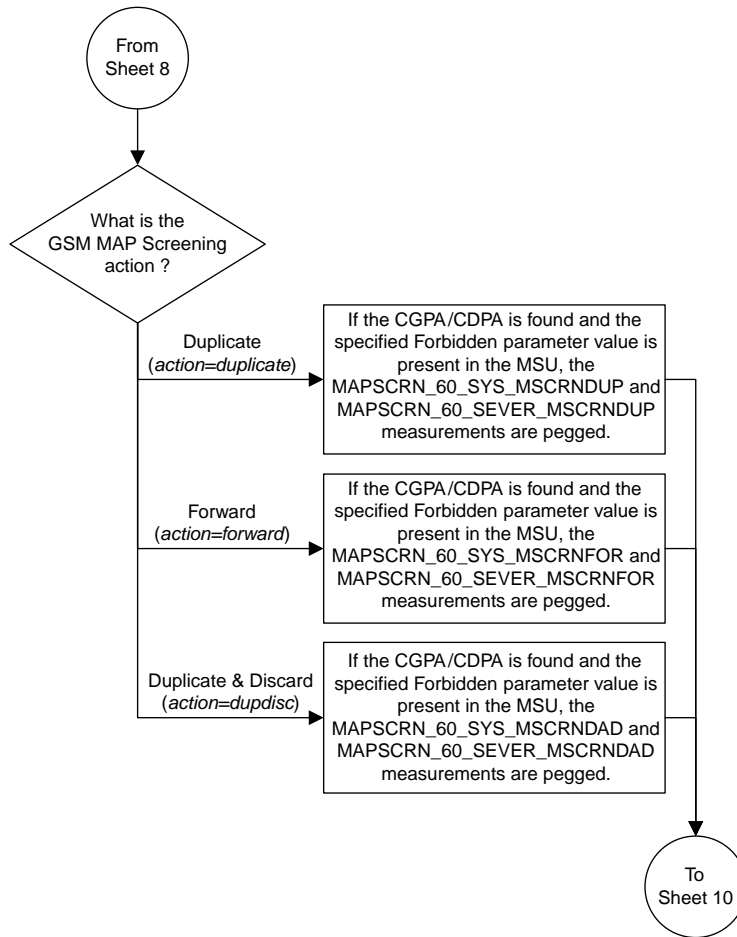 From
Sheet 8
What is the
GSM MAP Screening
action ?
Duplicate
(action=duplicate)
If the CGPA/CDPA is found and the
specified Forbidden parameter value is
present in the MSU, the
MAPSCRN_60_SYS_MSCRNDUP and
MAPSCRN_60_SEVER_MSCRNDUP
measurements are pegged.
Forward
(action=forward)
If the CGPA/CDPA is found and the
specified Forbidden parameter value is
present in the MSU, the
MAPSCRN_60_SYS_MSCRNFOR and
MAPSCRN_60_SEVER_MSCRNFOR
measurements are pegged.
Duplicate & Discard
(action=dupdisc)
If the CGPA/CDPA is found and the
specified Forbidden parameter value is
present in the MSU, the
MAPSCRN_60_SYS_MSCRNDAD and
MAPSCRN_60_SEVER_MSCRNDAD
measurements are pegged.
To
Sheet 10